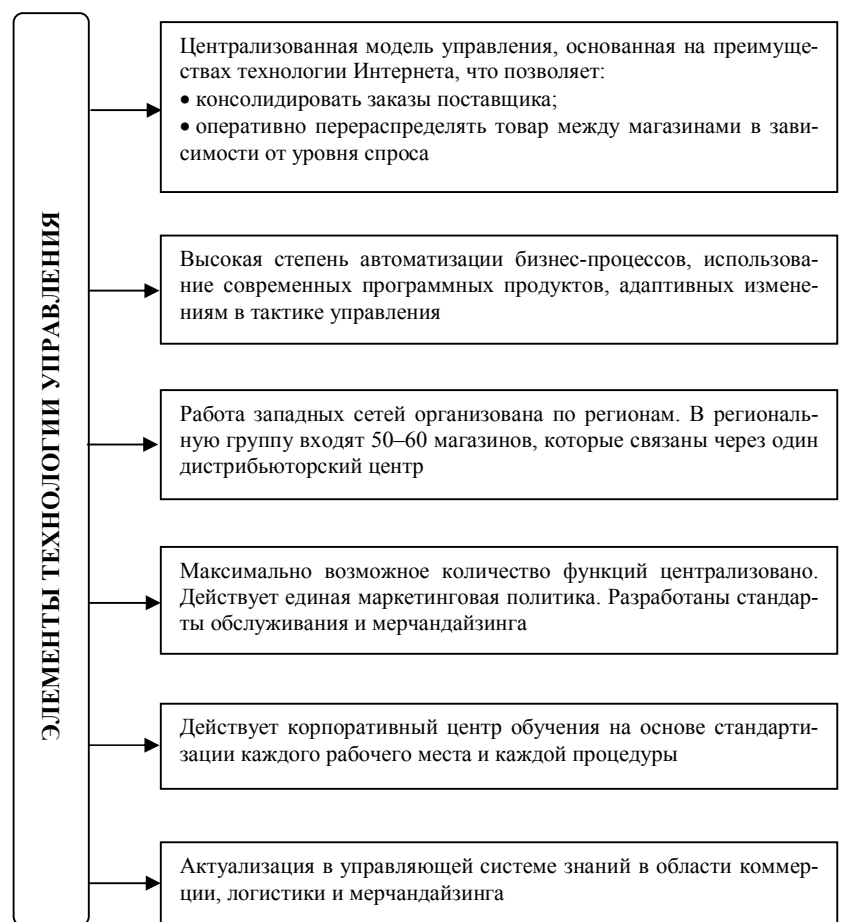 ЭЛЕМЕНТЫ ТЕХНОЛОГИИ УПРАВЛЕНИЯ
Централизованная модель управления, основанная на преимуще-
ствах технологии Интернета, что позволяет:
• консолидировать заказы поставщика;
• оперативно перераспределять товар между магазинами в зави-
симости от уровня спроса
Высокая степень автоматизации бизнес-процессов, использова-
ние современных программных продуктов, адаптивных измене-
ниям в тактике управления
Работа западных сетей организована по регионам. В региональ-
ную группу входят 50–60 магазинов, которые связаны через один
дистрибьюторский центр
Максимально возможное количество функций централизовано.
Действует единая маркетинговая политика. Разработаны стандар-
ты обслуживания и мерчандайзинга
Действует корпоративный центр обучения на основе стандарти-
зации каждого рабочего места и каждой процедуры
Актуализация в управляющей системе знаний в области коммер-
ции, логистики и мерчандайзинга